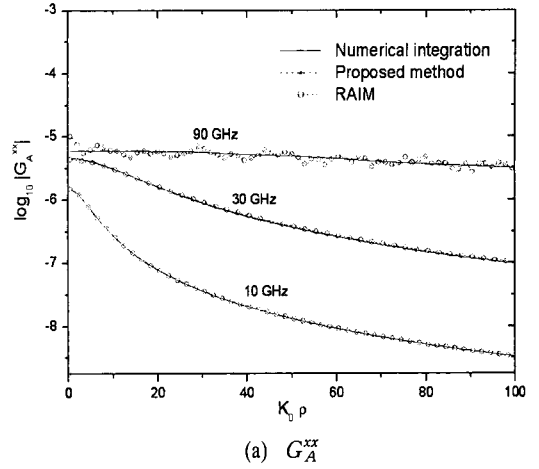 -3
-4
-5
-6
-7
-8
log₁₀ |G_A^xx|
Numerical integration
Proposed method
RAIM
90 GHz
30 GHz
10 GHz
0 20 40 60 80 100
K₀ ρ
(a) G_A^xx